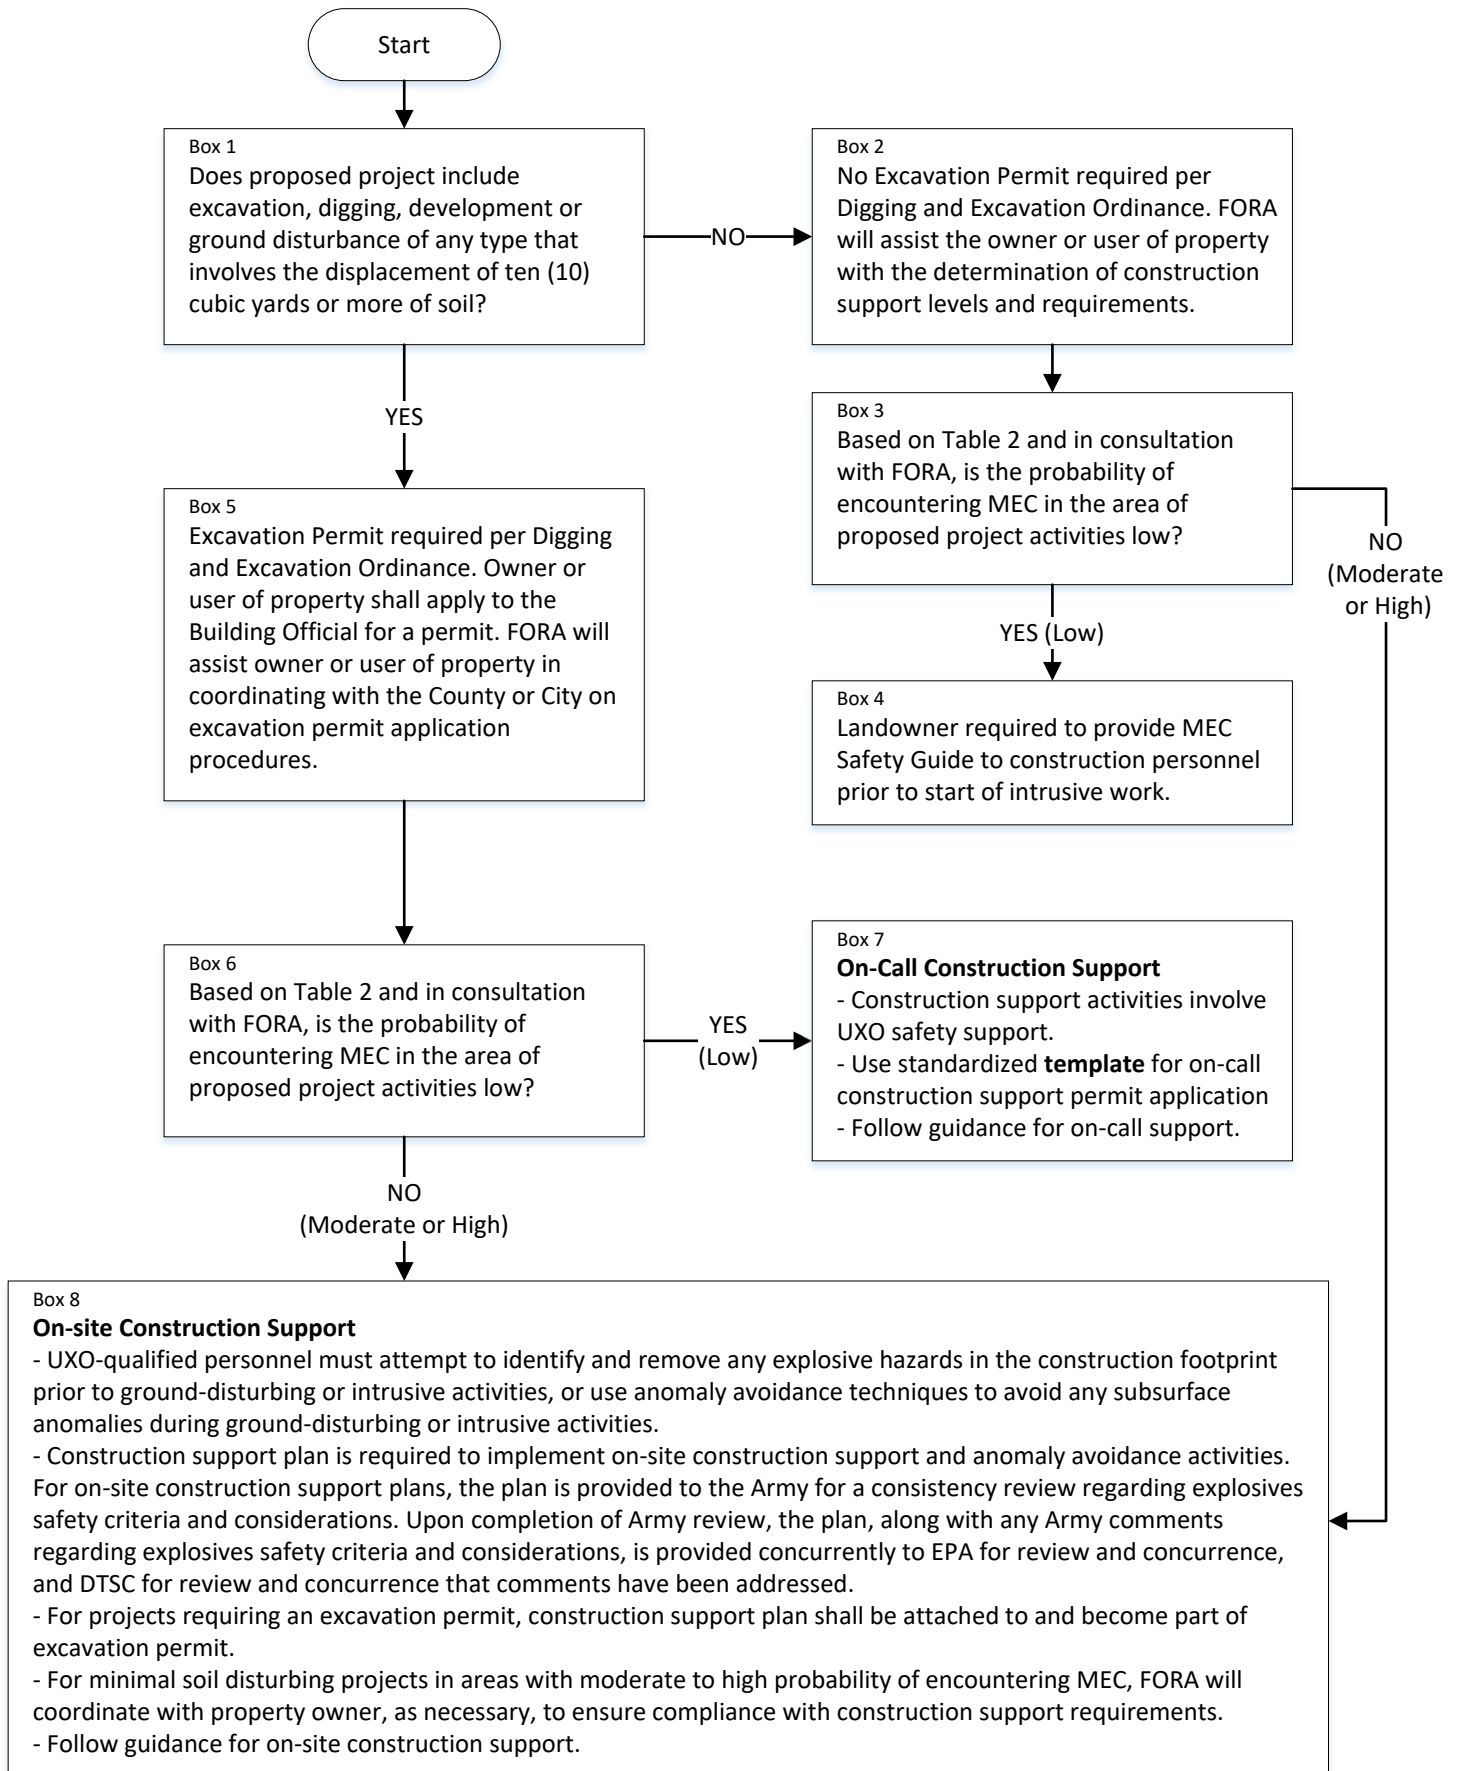 Start
Box 1
Does proposed project include
excavation, digging, development or
ground disturbance of any type that
involves the displacement of ten (10)
cubic yards or more of soil?
NO
Box 2
No Excavation Permit required per
Digging and Excavation Ordinance. FORA
will assist the owner or user of property
with the determination of construction
support levels and requirements.
YES
Box 3
Based on Table 2 and in consultation
with FORA, is the probability of
encountering MEC in the area of
proposed project activities low?
NO
(Moderate
or High)
YES (Low)
Box 4
Landowner required to provide MEC
Safety Guide to construction personnel
prior to start of intrusive work.
Box 5
Excavation Permit required per Digging
and Excavation Ordinance. Owner or
user of property shall apply to the
Building Official for a permit. FORA will
assist owner or user of property in
coordinating with the County or City on
excavation permit application
procedures.
Box 6
Based on Table 2 and in consultation
with FORA, is the probability of
encountering MEC in the area of
proposed project activities low?
YES
(Low)
Box 7
On-Call Construction Support
- Construction support activities involve
UXO safety support.
- Use standardized template for on-call
construction support permit application
- Follow guidance for on-call support.
NO
(Moderate or High)
Box 8
On-site Construction Support
- UXO-qualified personnel must attempt to identify and remove any explosive hazards in the construction footprint
prior to ground-disturbing or intrusive activities, or use anomaly avoidance techniques to avoid any subsurface
anomalies during ground-disturbing or intrusive activities.
- Construction support plan is required to implement on-site construction support and anomaly avoidance activities.
For on-site construction support plans, the plan is provided to the Army for a consistency review regarding explosives
safety criteria and considerations. Upon completion of Army review, the plan, along with any Army comments
regarding explosives safety criteria and considerations, is provided concurrently to EPA for review and concurrence,
and DTSC for review and concurrence that comments have been addressed.
- For projects requiring an excavation permit, construction support plan shall be attached to and become part of
excavation permit.
- For minimal soil disturbing projects in areas with moderate to high probability of encountering MEC, FORA will
coordinate with property owner, as necessary, to ensure compliance with construction support requirements.
- Follow guidance for on-site construction support.